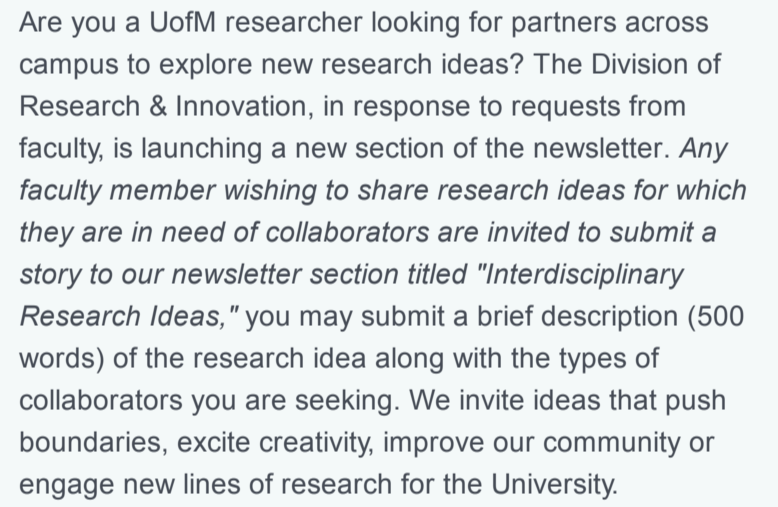 Are you a UofM researcher looking for partners across
campus to explore new research ideas? The Division of
Research & Innovation, in response to requests from
faculty, is launching a new section of the newsletter. Any
faculty member wishing to share research ideas for which
they are in need of collaborators are invited to submit a
story to our newsletter section titled "Interdisciplinary
Research Ideas," you may submit a brief description (500
words) of the research idea along with the types of
collaborators you are seeking. We invite ideas that push
boundaries, excite creativity, improve our community or
engage new lines of research for the University.